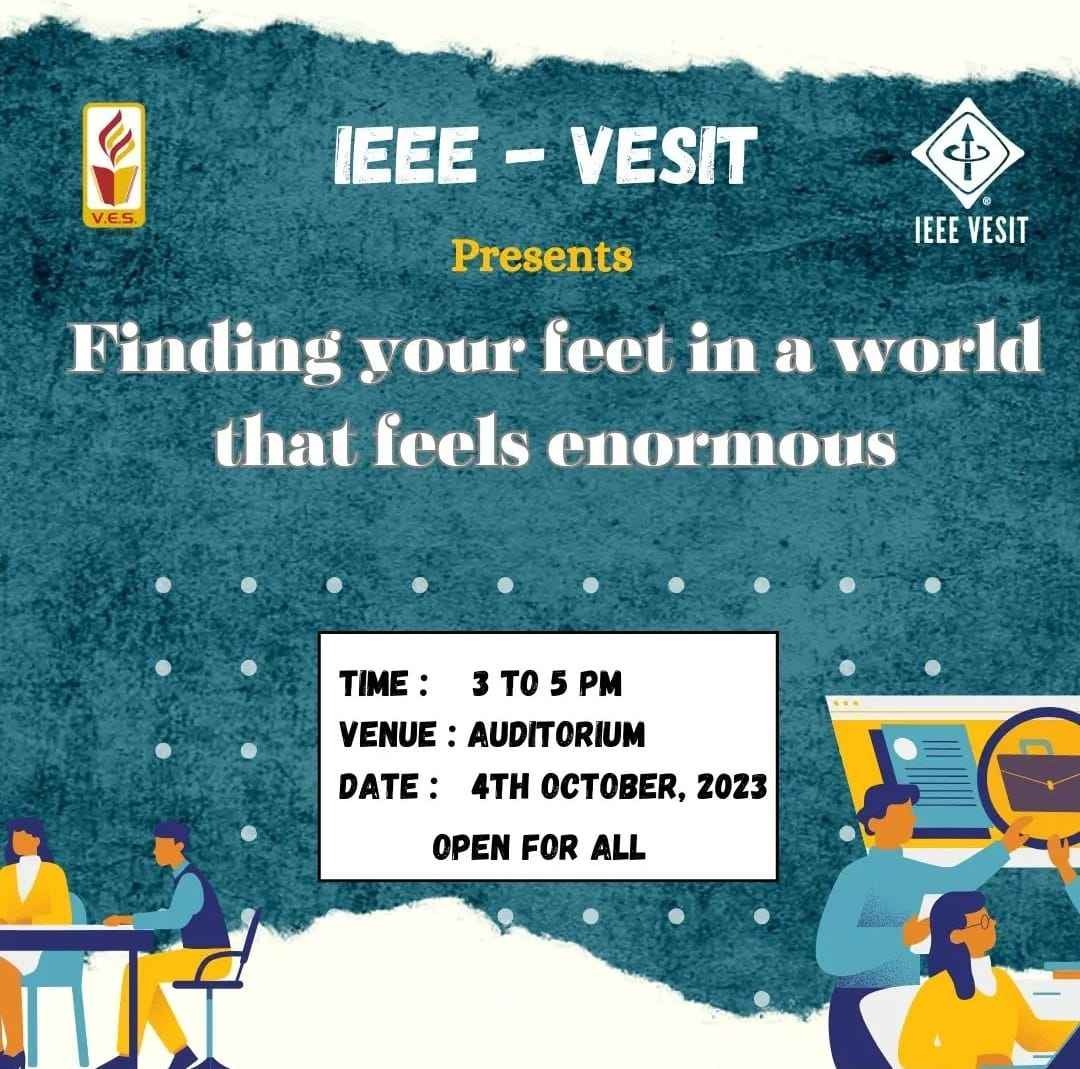 IEEE - VESIT
V.E.S.
®
IEEE VESIT
Presents
Finding your feet in a world
that feels enormous
TIME : 3 TO 5 PM
VENUE : AUDITORIUM
DATE : 4TH OCTOBER, 2023
OPEN FOR ALL